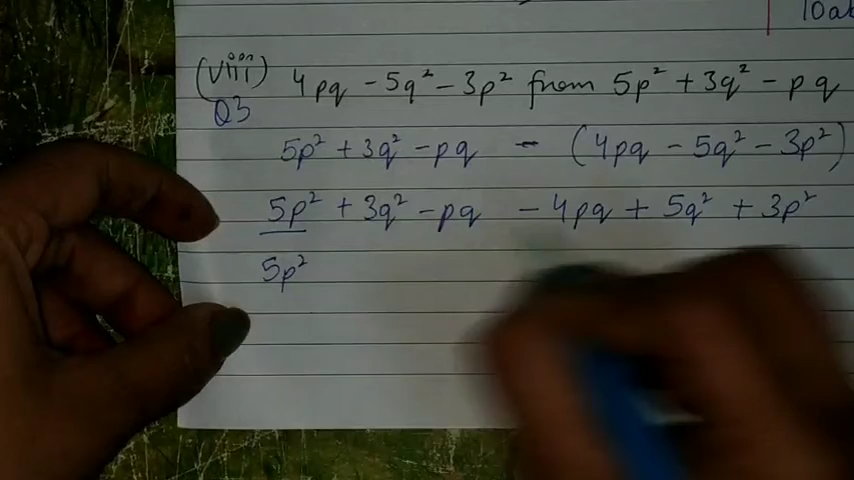 10ab
(viii) 4pq - 5q² - 3p² from 5p² + 3q² - pq
Q3
5p² + 3q² - pq - (4pq - 5q² - 3p²)
5p² + 3q² - pq - 4pq + 5q² + 3p²
5p²